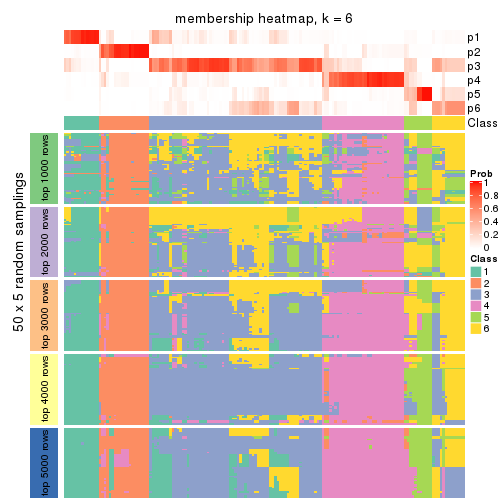 membership heatmap, k = 6
p1
p2
p3
p4
p5
p6
Class
50 x 5 random samplings
top 1000 rows
top 2000 rows
top 3000 rows
top 4000 rows
top 5000 rows
Prob
1
0.8
0.6
0.4
0.2
0
Class
1
2
3
4
5
6